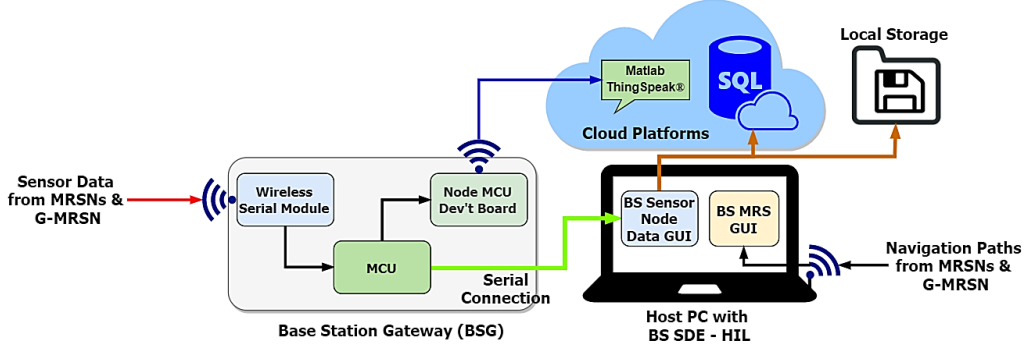 Local Storage
Matlab
ThingSpeak®
SQL
Cloud Platforms
Sensor Data
from MRSNs &
G-MRSN
Wireless
Serial Module
Node MCU
Dev't Board
MCU
Serial
Connection
Base Station Gateway (BSG)
BS Sensor
Node
Data GUI
BS MRS
GUI
Navigation Paths
from MRSNs &
G-MRSN
Host PC with
BS SDE - HIL